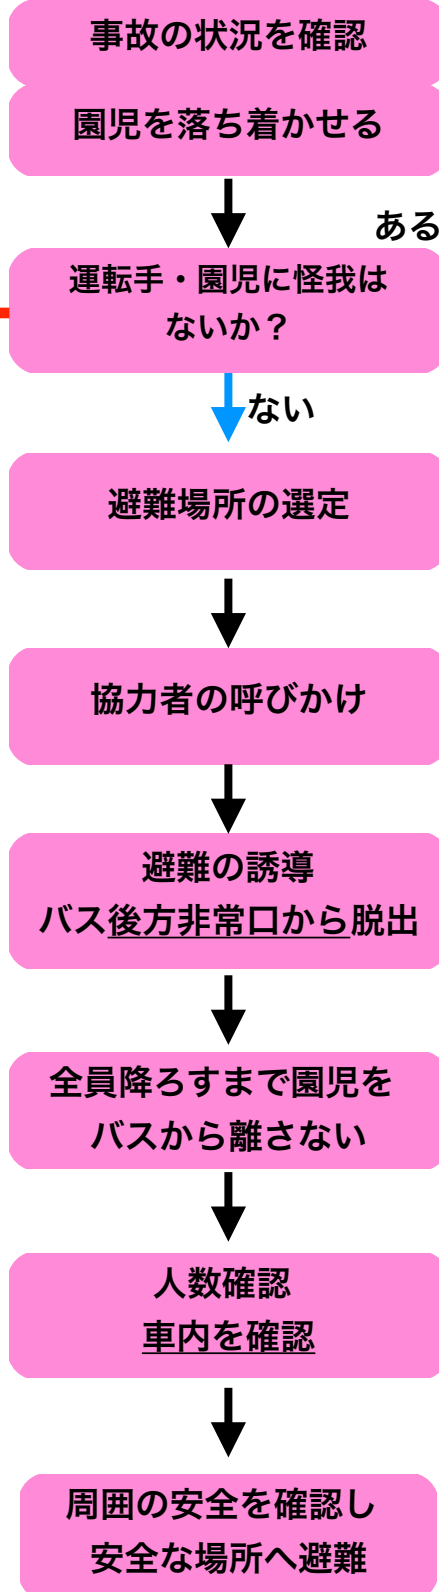 事故の状況を確認
園児を落ち着かせる
ある
運転手・園児に怪我は
ないか？
ない
避難場所の選定
協力者の呼びかけ
避難の誘導
バス後方非常口から脱出
全員降ろすまで園児を
バスから離さない
人数確認
車内を確認
周囲の安全を確認し
安全な場所へ避難